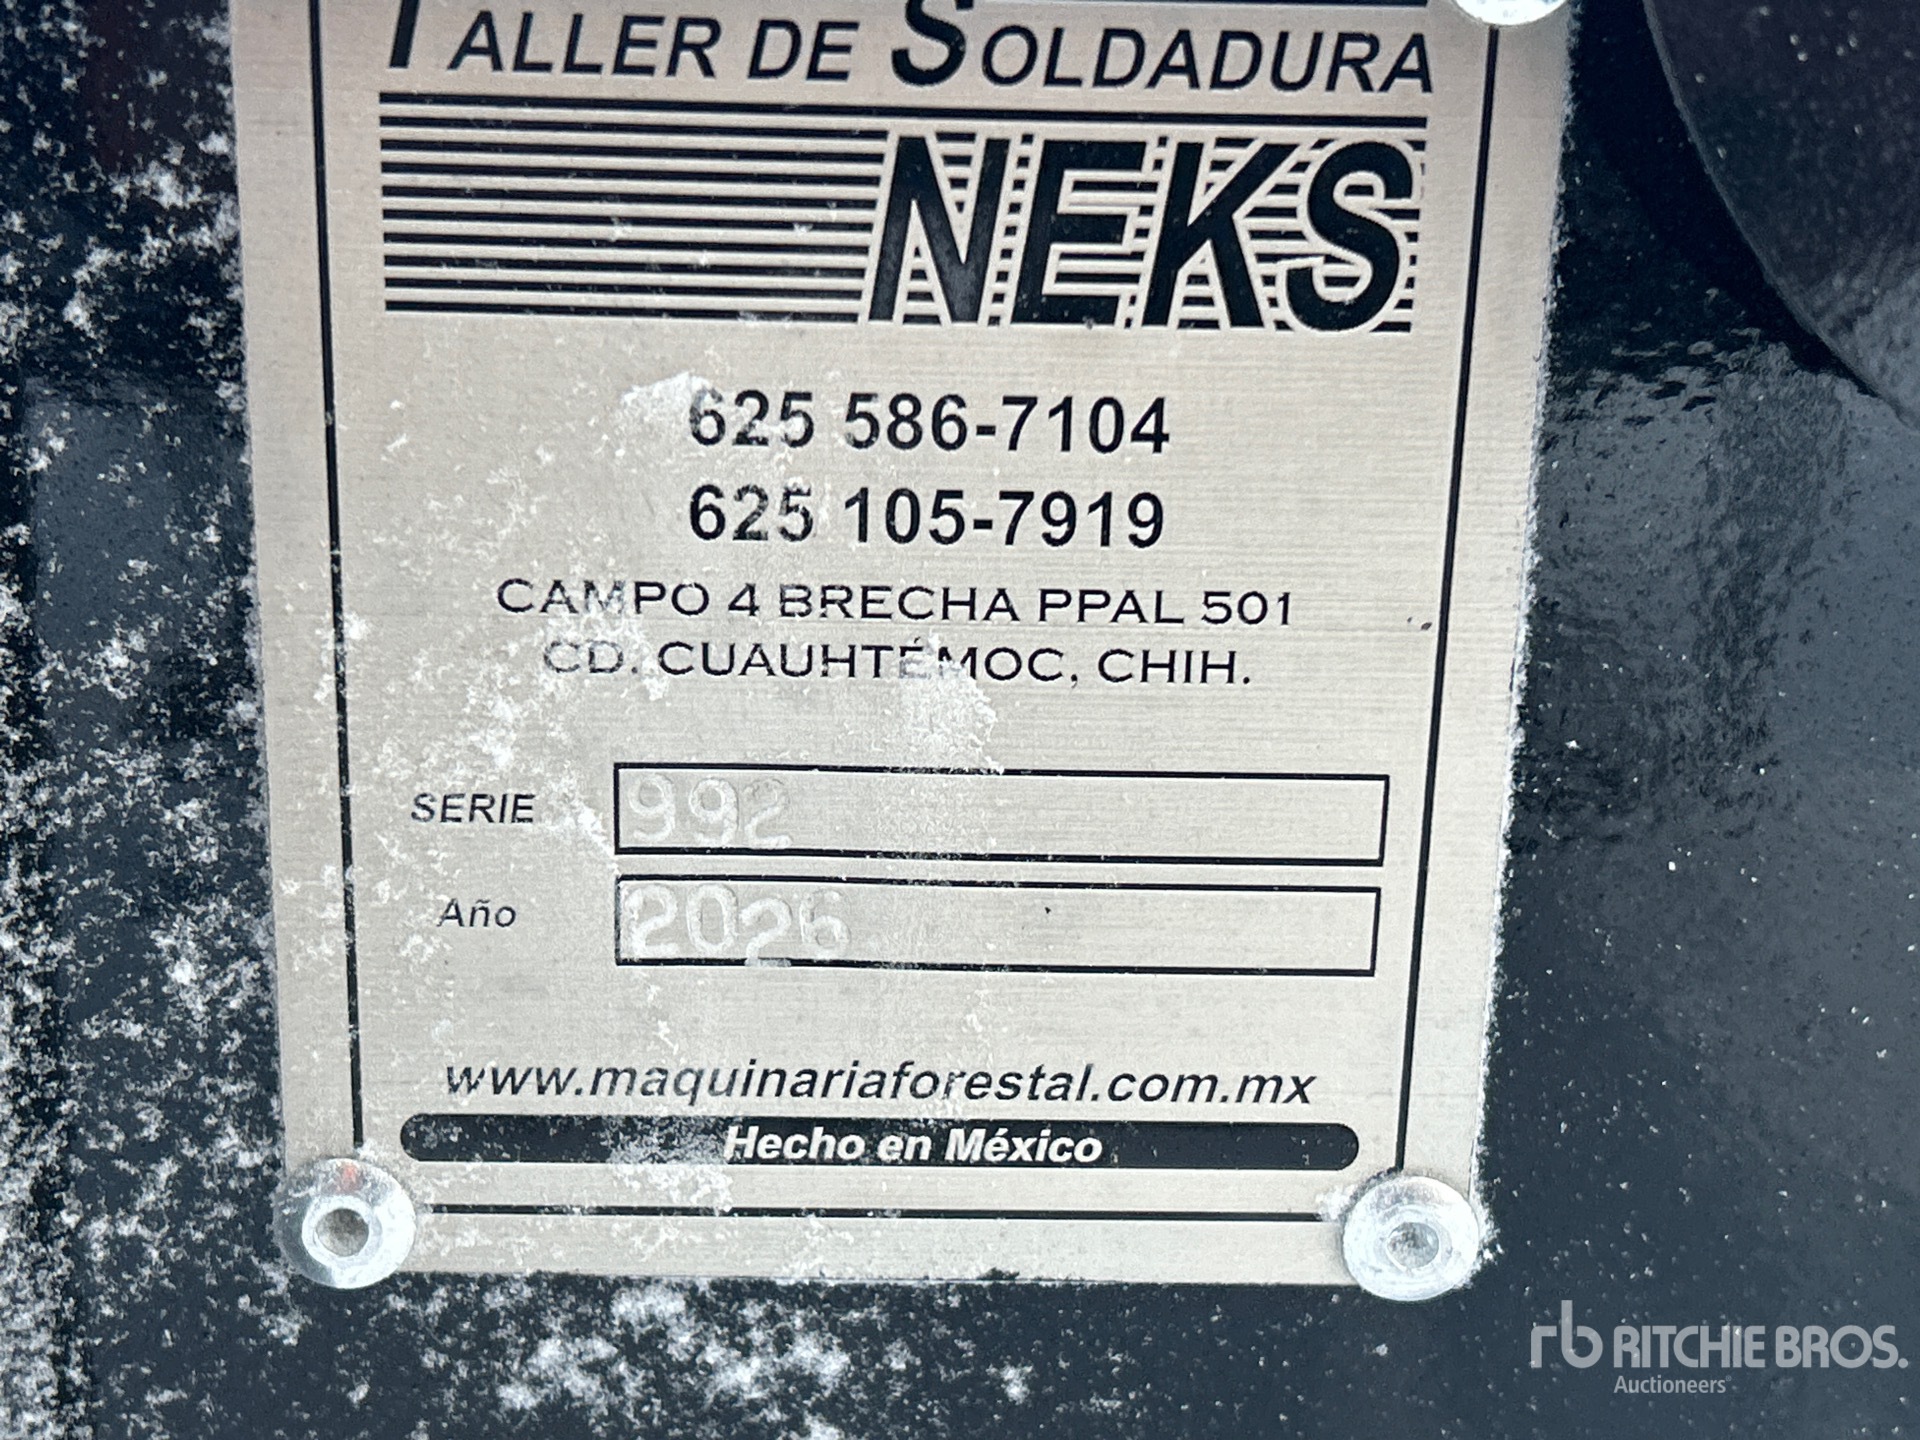 TALLER DE SOLDADURA
NEKS
625 586-7104
625 105-7919
CAMPO 4 BRECHA PPAL 501
CD. CUAUHTÉMOC, CHIH.
SERIE 992
Año 2026
www.maquinariaforestal.com.mx
Hecho en México
rb RITCHIE BROS.
Auctioneers